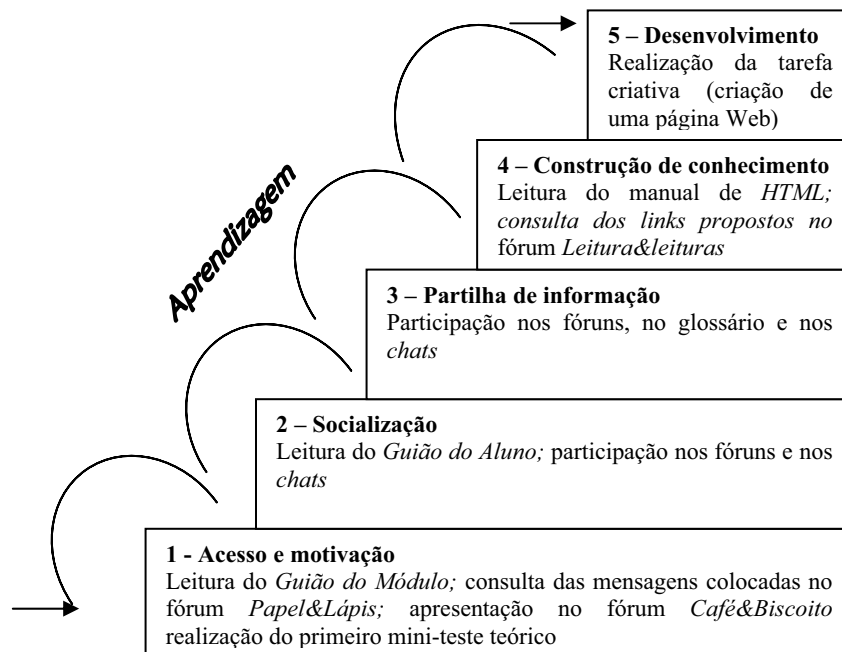 5 – Desenvolvimento
Realização da tarefa
criativa (criação de
uma página Web)
4 – Construção de conhecimento
Leitura do manual de HTML;
consulta dos links propostos no
fórum Leitura&leituras
Aprendizagem
3 – Partilha de informação
Participação nos fóruns, no glossário e nos
chats
2 – Socialização
Leitura do Guião do Aluno; participação nos fóruns e nos
chats
1 - Acesso e motivação
Leitura do Guião do Módulo; consulta das mensagens colocadas no
fórum Papel&Lápis; apresentação no fórum Café&Biscoito
realização do primeiro mini-teste teórico